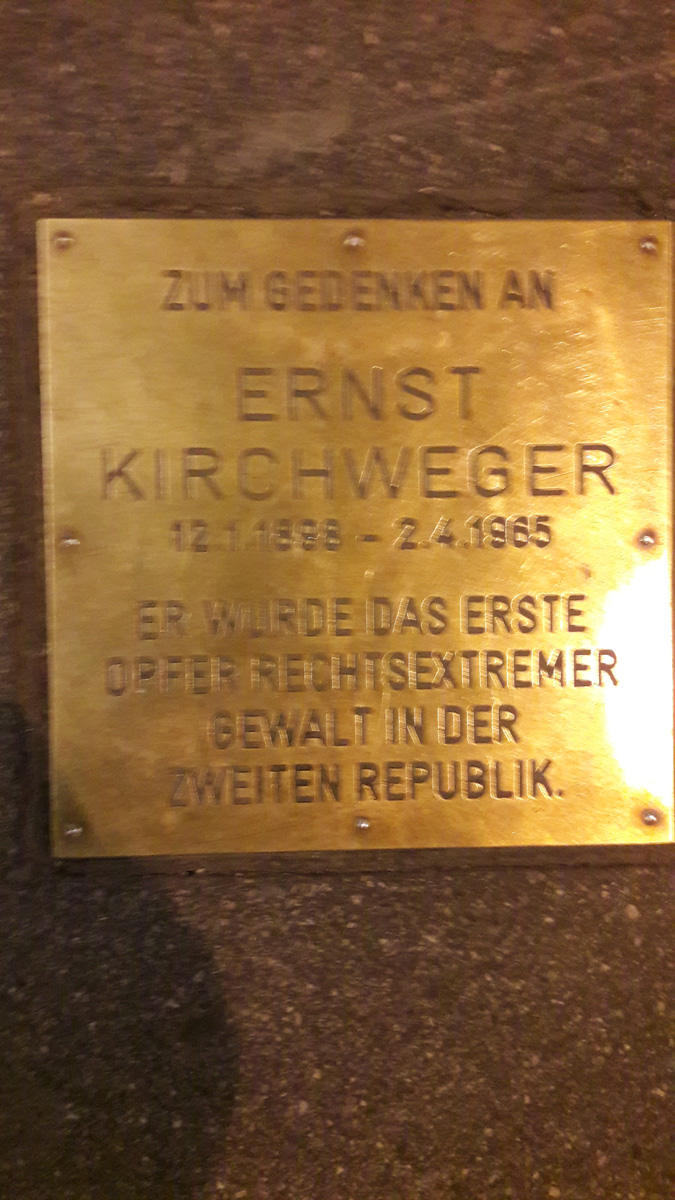 ZUM GEDENKEN AN
ERNST
KIRCHWEGER
12.1.1898 – 2.4.1965
ER WURDE DAS ERSTE
OPFER RECHTSEXTREMER
GEWALT IN DER
ZWEITEN REPUBLIK.